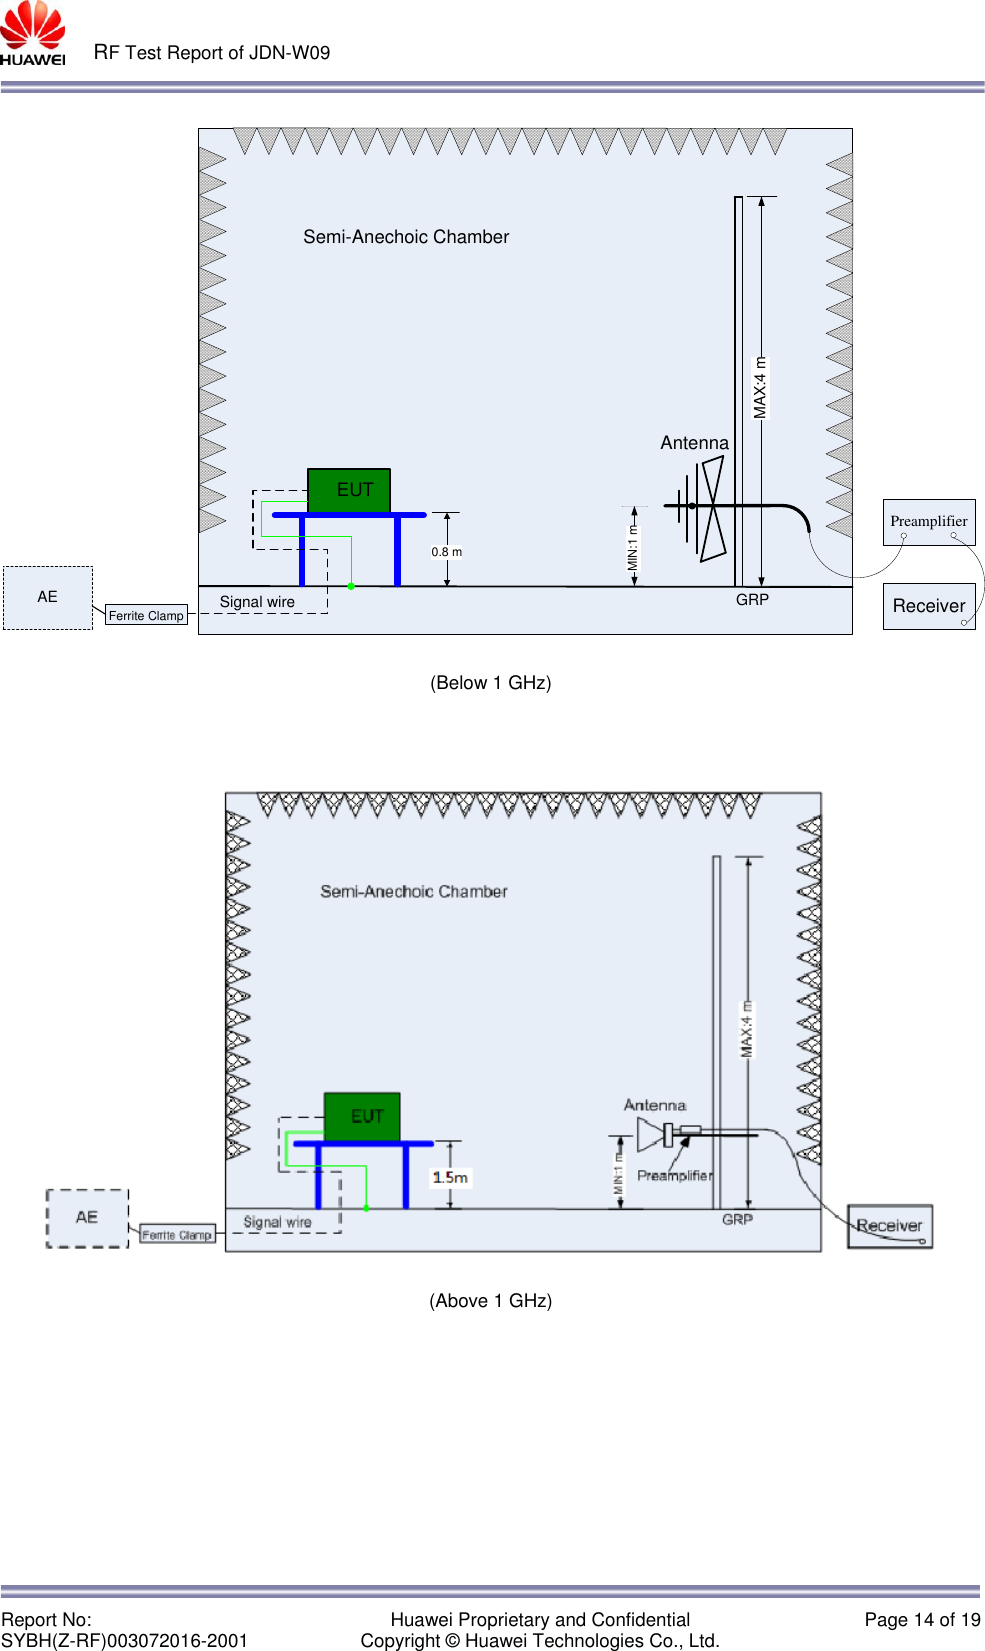 HUAWEI
RF Test Report of JDN-W09
Semi-Anechoic Chamber
MAX:4 m
Antenna
EUT
Preamplifier
0.8 m
MIN:1 m
AE
Ferrite Clamp
Signal wire
GRP
Receiver
(Below 1 GHz)
Semi-Anechoic Chamber
MAX:4 m
Antenna
EUT
Preamplifier
1.5m
MIN:1 m
AE
Ferrite Clamp
Signal wire
GRP
Receiver
(Above 1 GHz)
Report No: Huawei Proprietary and Confidential Page 14 of 19
SYBH(Z-RF)003072016-2001 Copyright © Huawei Technologies Co., Ltd.